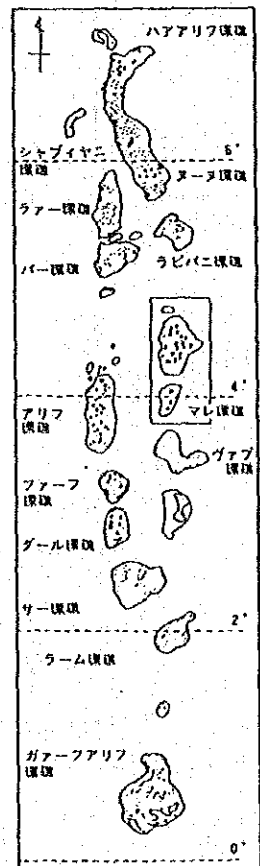 ハアアリフ環礁
6°
シャブイヤニ
環礁
ヌーヌ環礁
ラァー環礁
バー環礁
ラビバニ環礁
4°
アリフ
環礁
マレ環礁
ヴァブ
環礁
ツァーフ
環礁
ダール環礁
サー環礁
2°
ラーム環礁
ガァーフアリフ
環礁
0°